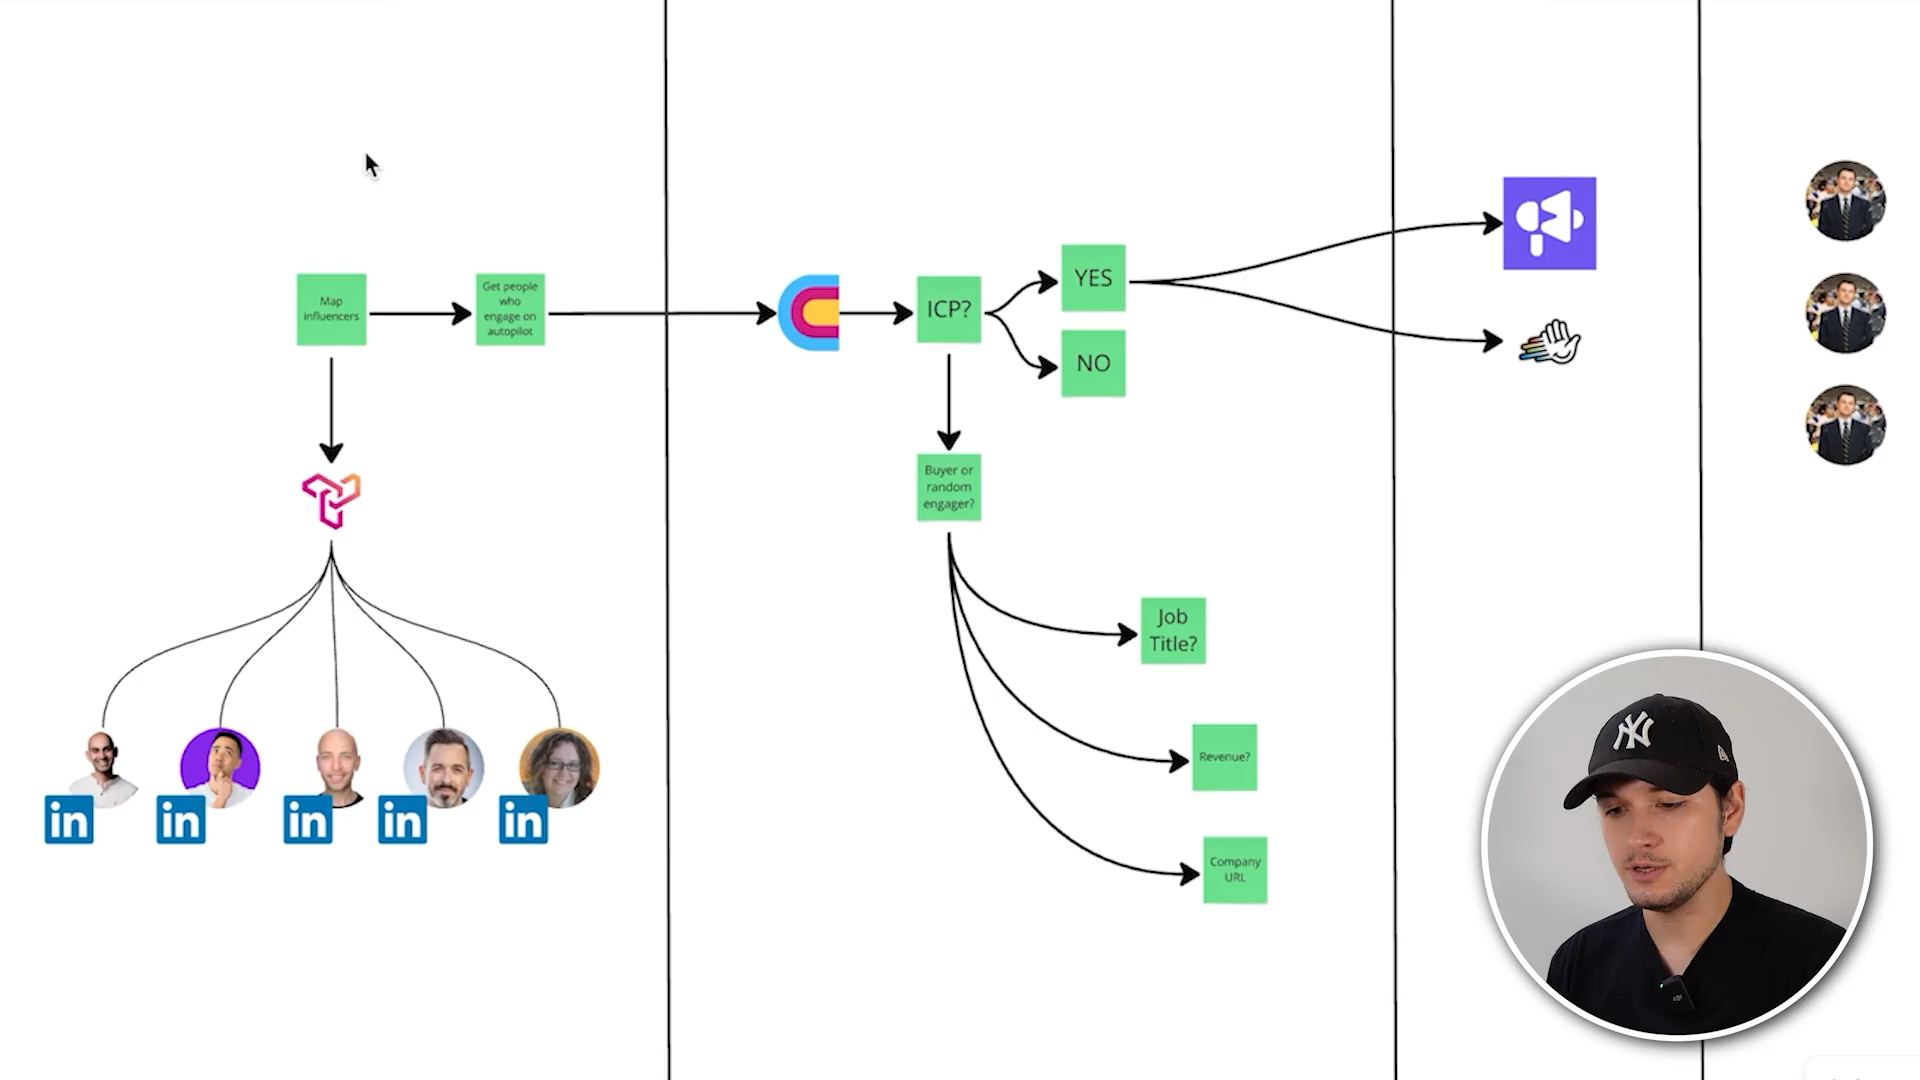 Map
influencers
Get people
who
engage on
autopilot
ICP?
YES
NO
Buyer or
random
engager?
Job
Title?
Revenue?
Company
URL
in
in
in
in
in
NY